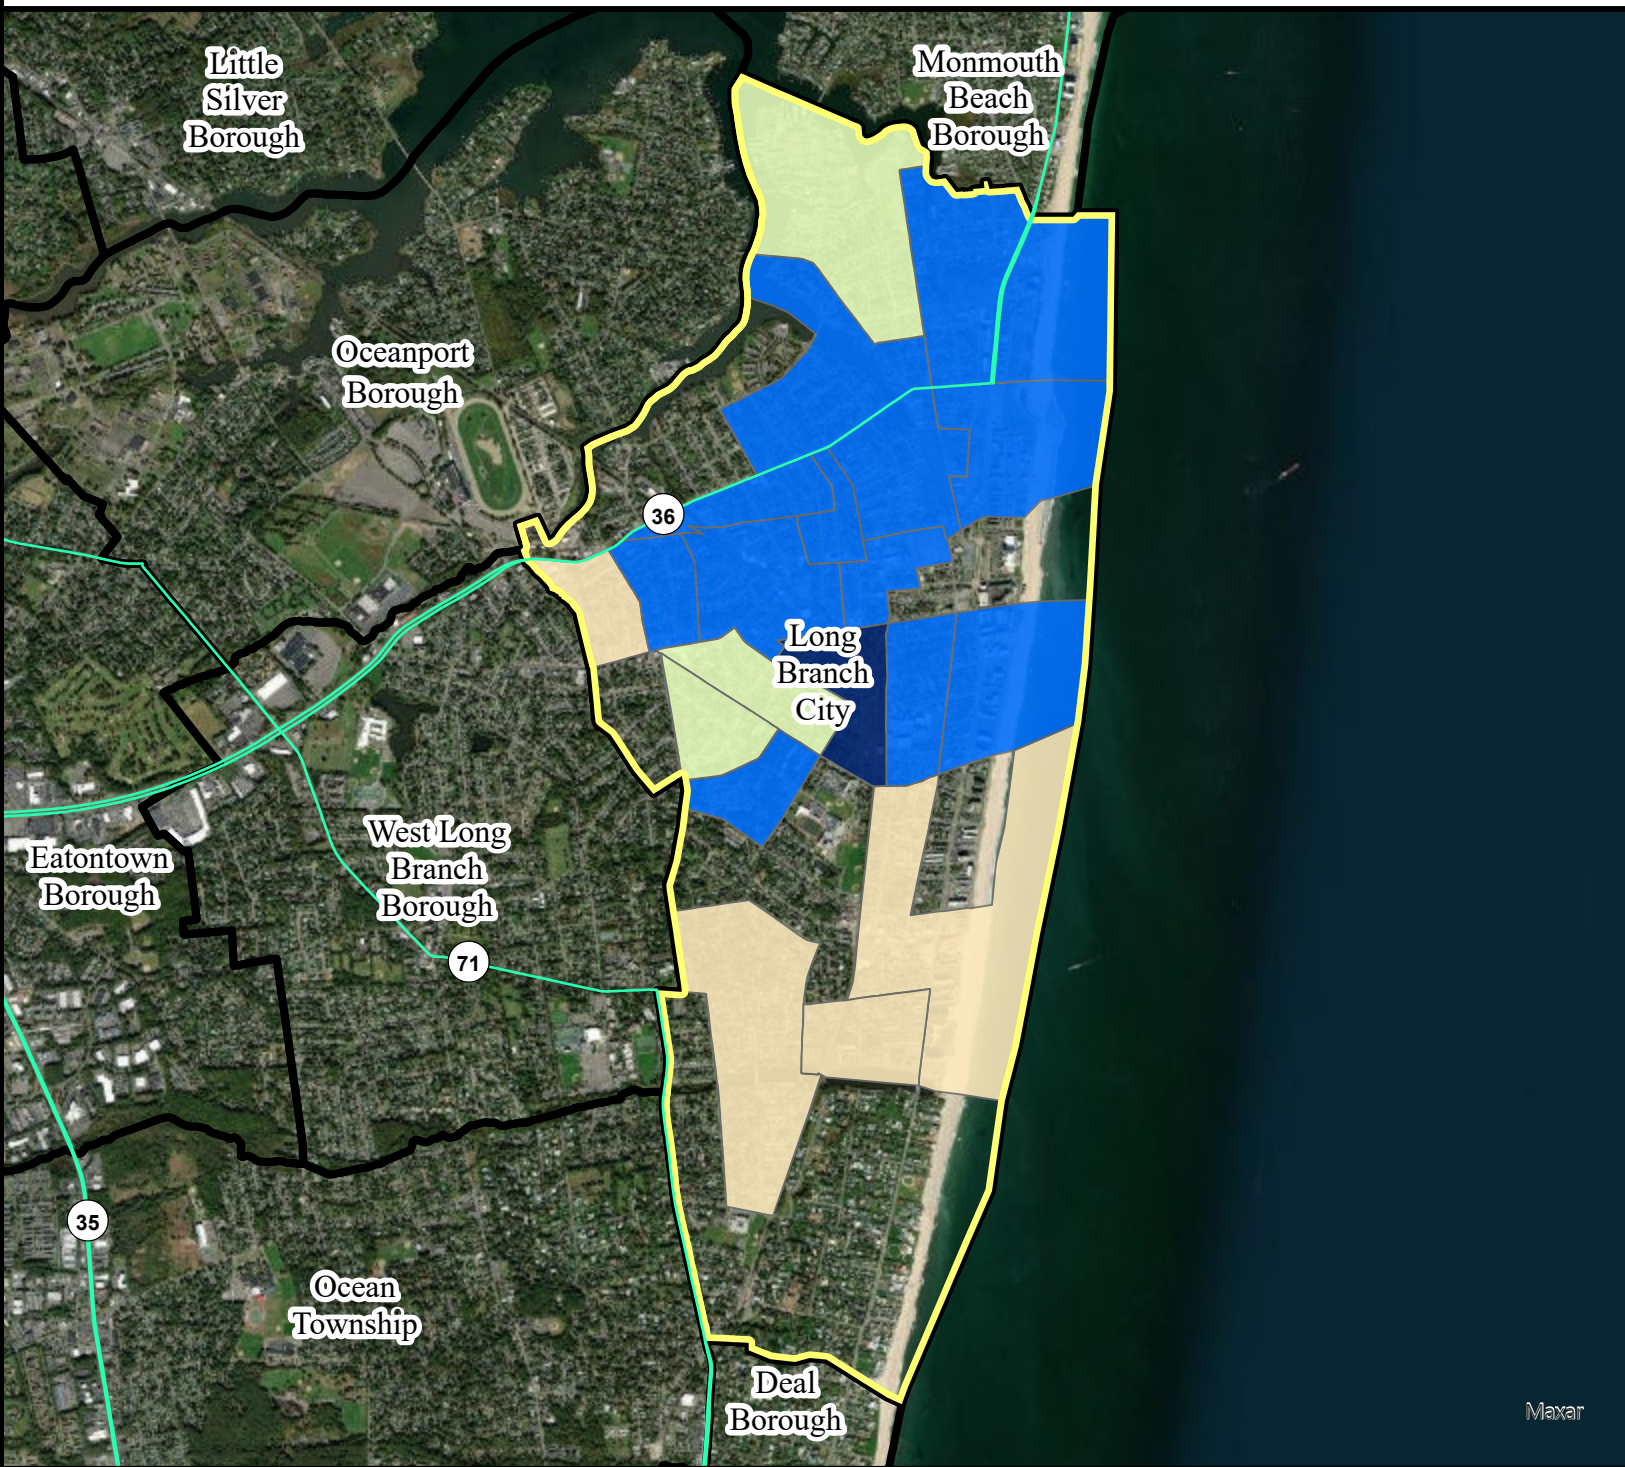 Little
Silver
Borough
Monmouth
Beach
Borough
Oceanport
Borough
36
Long
Branch
City
West Long
Branch
Borough
Eatontown
Borough
71
35
Ocean
Township
Deal
Borough
Maxar